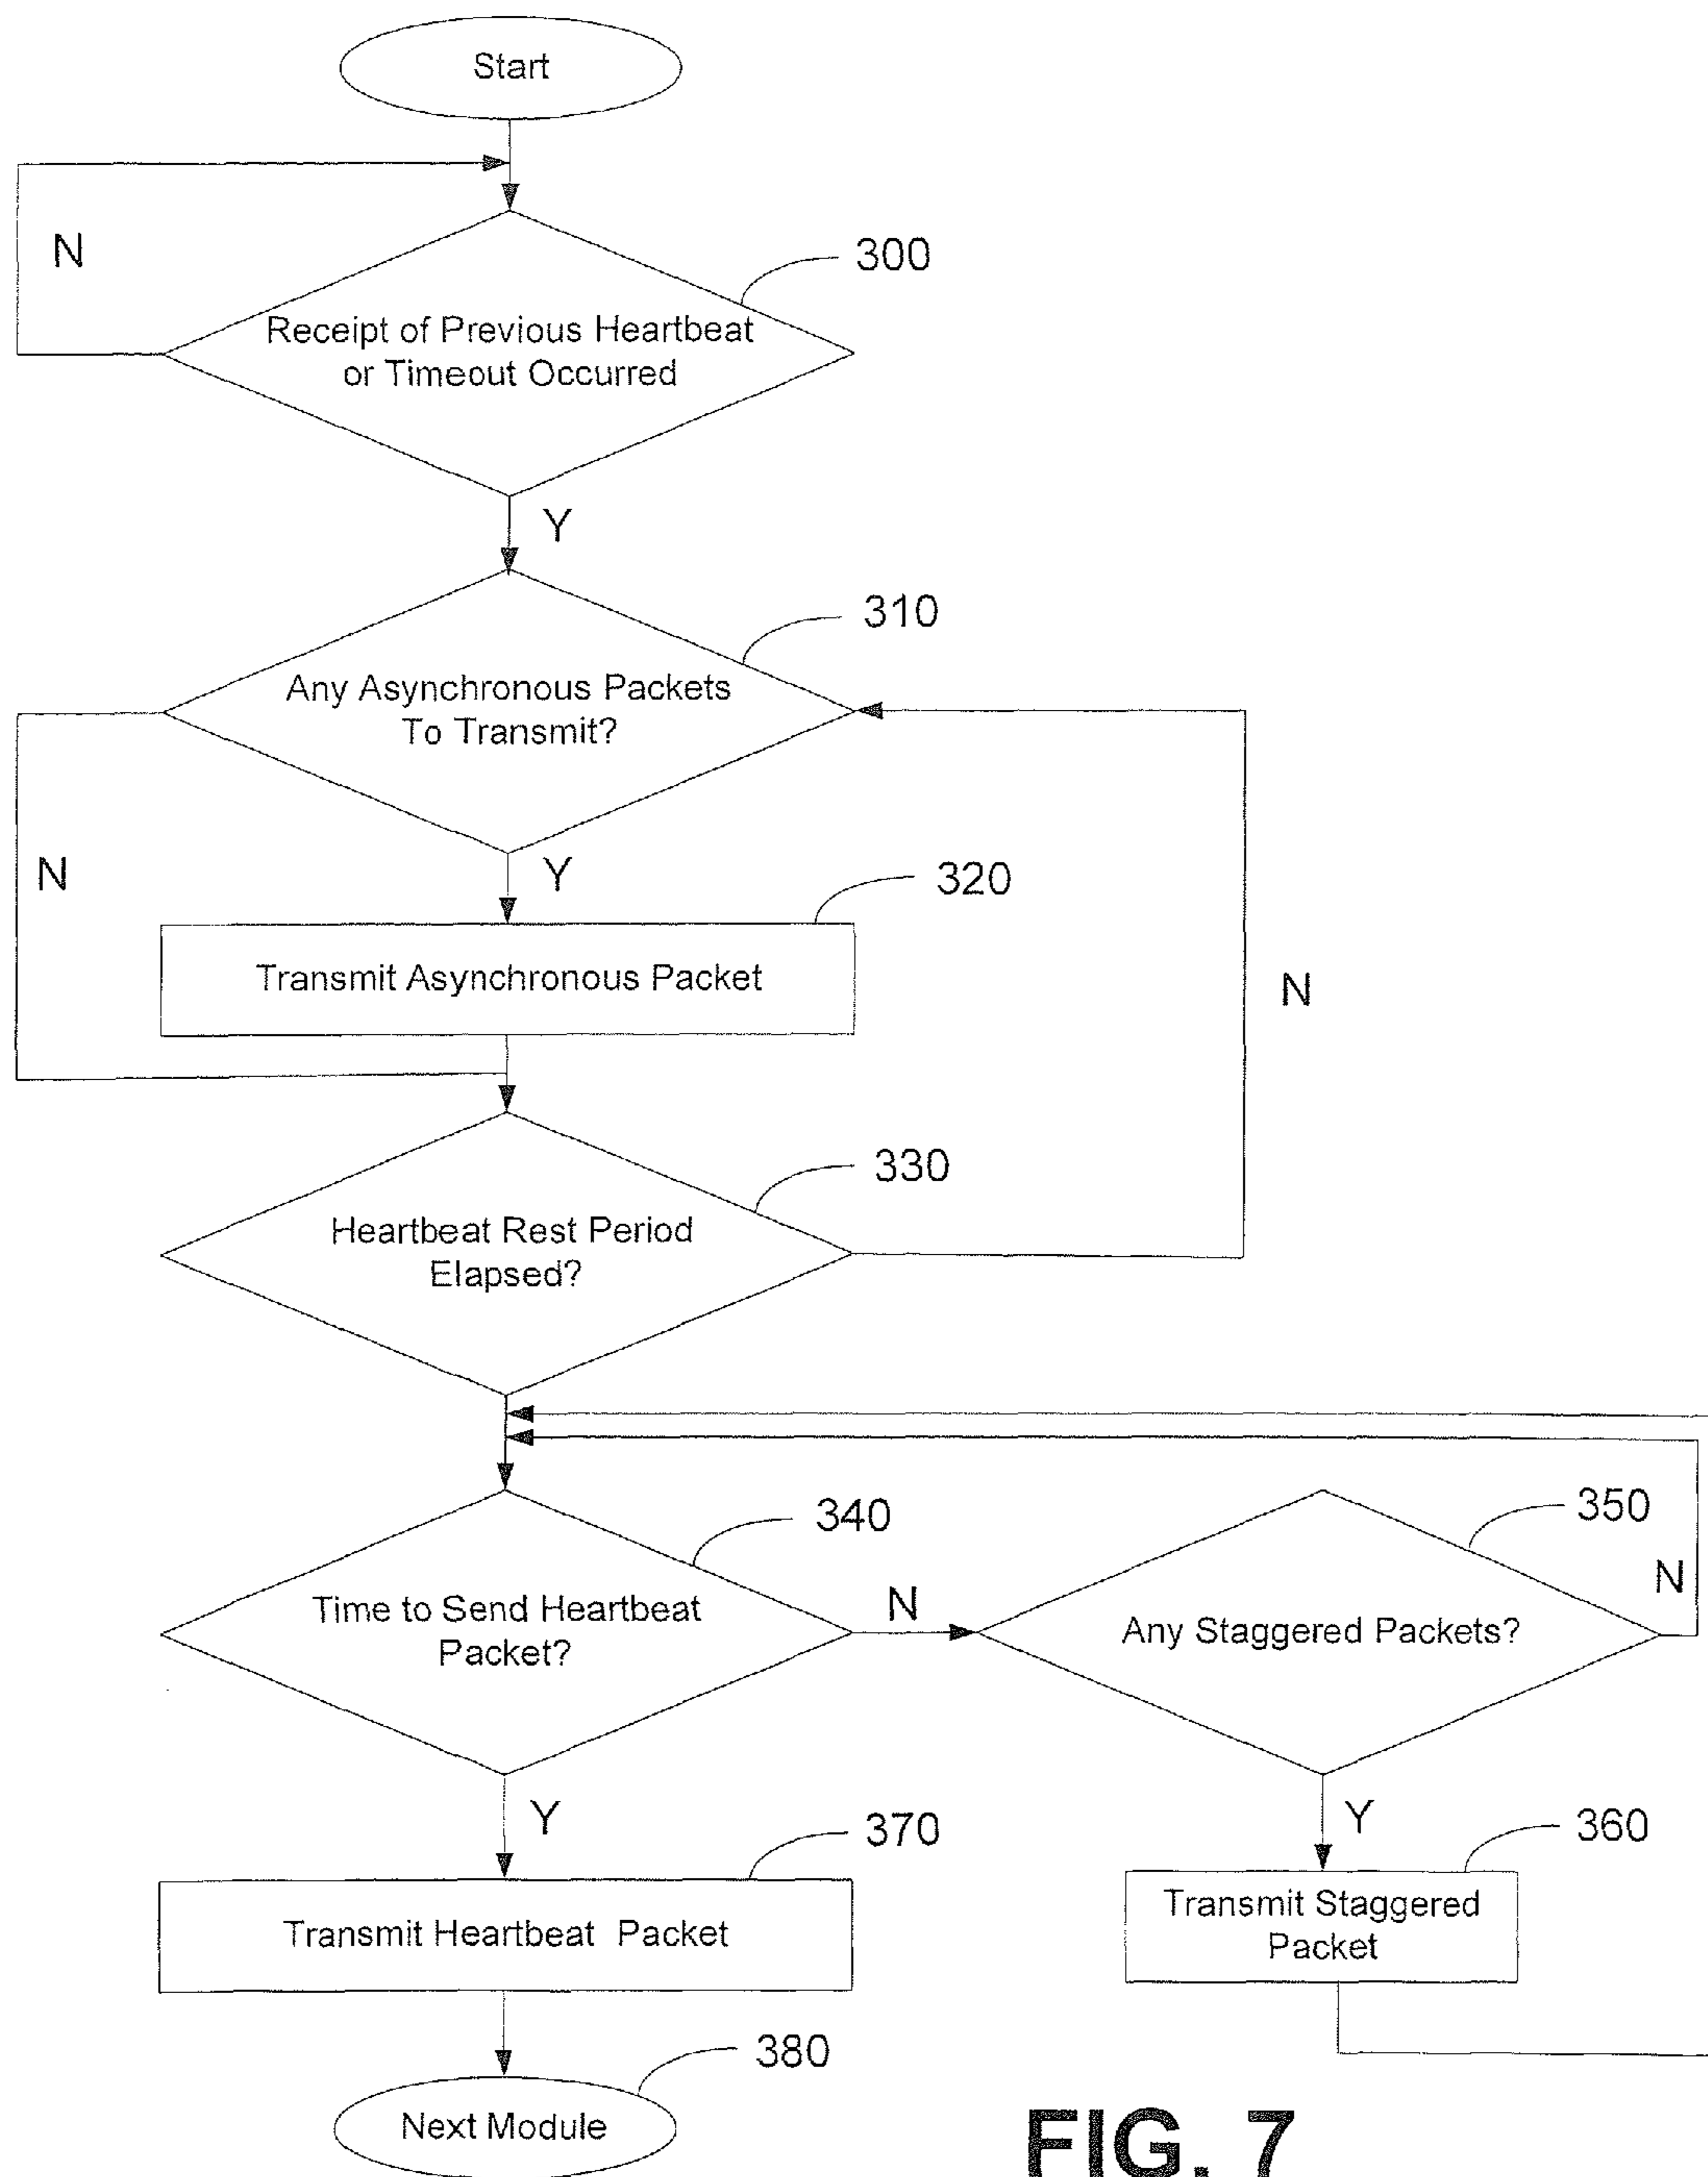 Start
N
300
Receipt of Previous Heartbeat
or Timeout Occurred
Y
310
Any Asynchronous Packets
To Transmit?
N
Y
320
Transmit Asynchronous Packet
N
330
Heartbeat Rest Period
Elapsed?
340
350
Time to Send Heartbeat
Packet?
N
Any Staggered Packets?
N
Y
Y
370
360
Transmit Heartbeat Packet
Transmit Staggered
Packet
380
Next Module
FIG. 7